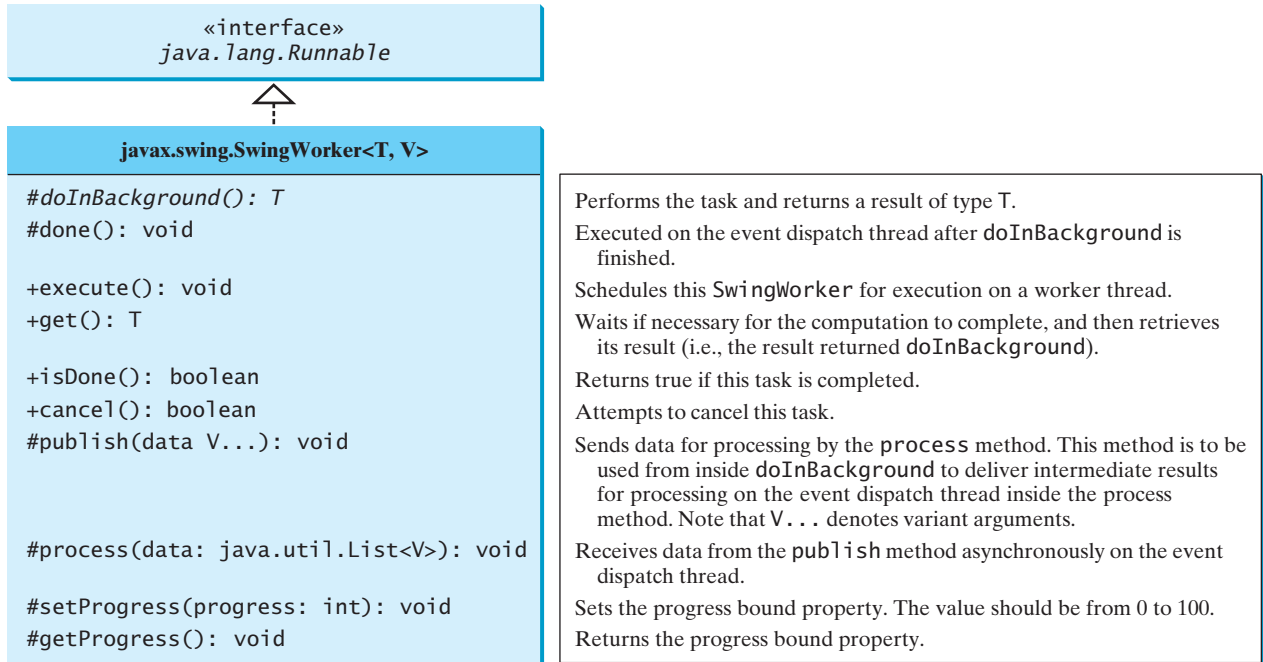 «interface»
java.lang.Runnable
javax.swing.SwingWorker<T, V>
#doInBackground(): T
Performs the task and returns a result of type T.
#done(): void
Executed on the event dispatch thread after doInBackground is
finished.
+execute(): void
Schedules this SwingWorker for execution on a worker thread.
+get(): T
Waits if necessary for the computation to complete, and then retrieves
its result (i.e., the result returned doInBackground).
+isDone(): boolean
Returns true if this task is completed.
+cancel(): boolean
Attempts to cancel this task.
#publish(data V...): void
Sends data for processing by the process method. This method is to be
used from inside doInBackground to deliver intermediate results
for processing on the event dispatch thread inside the process
method. Note that V... denotes variant arguments.
#process(data: java.util.List<V>): void
Receives data from the publish method asynchronously on the event
dispatch thread.
#setProgress(progress: int): void
Sets the progress bound property. The value should be from 0 to 100.
#getProgress(): void
Returns the progress bound property.